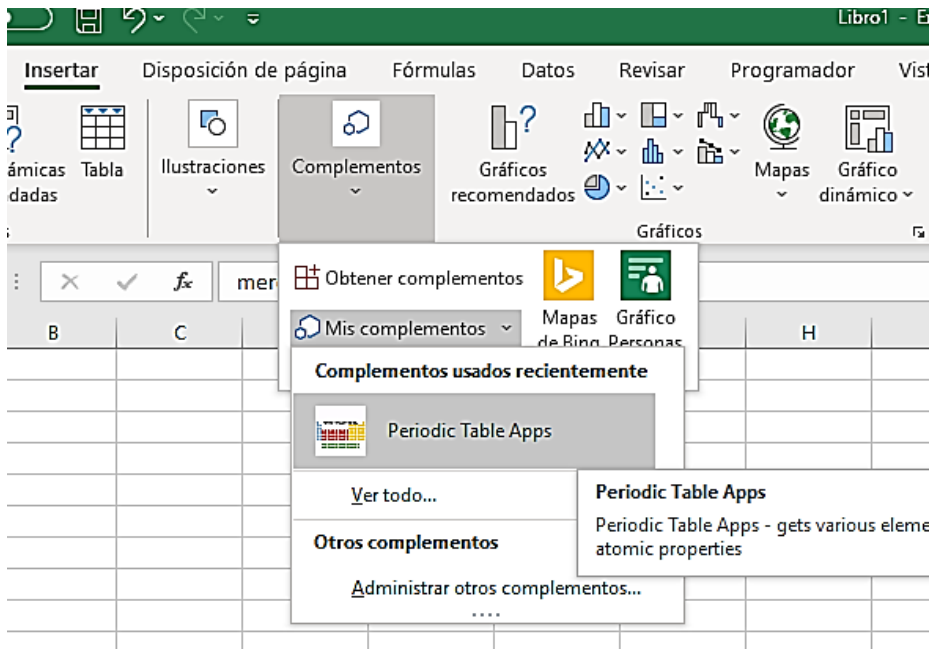 Libro1 - E
Insertar Disposición de página Fórmulas Datos Revisar Programador Vist
ámicas
dadas
Tabla
Ilustraciones
Complementos
Gráficos
recomendados
Mapas
Gráfico
dinámico
Gráficos
fx
mer
Obtener complementos
Mis complementos
Mapas
de Bing
Gráfico
Personas
B C H
Complementos usados recientemente
Periodic Table Apps
Ver todo...
Otros complementos
Administrar otros complementos...
Periodic Table Apps
Periodic Table Apps - gets various eleme
atomic properties